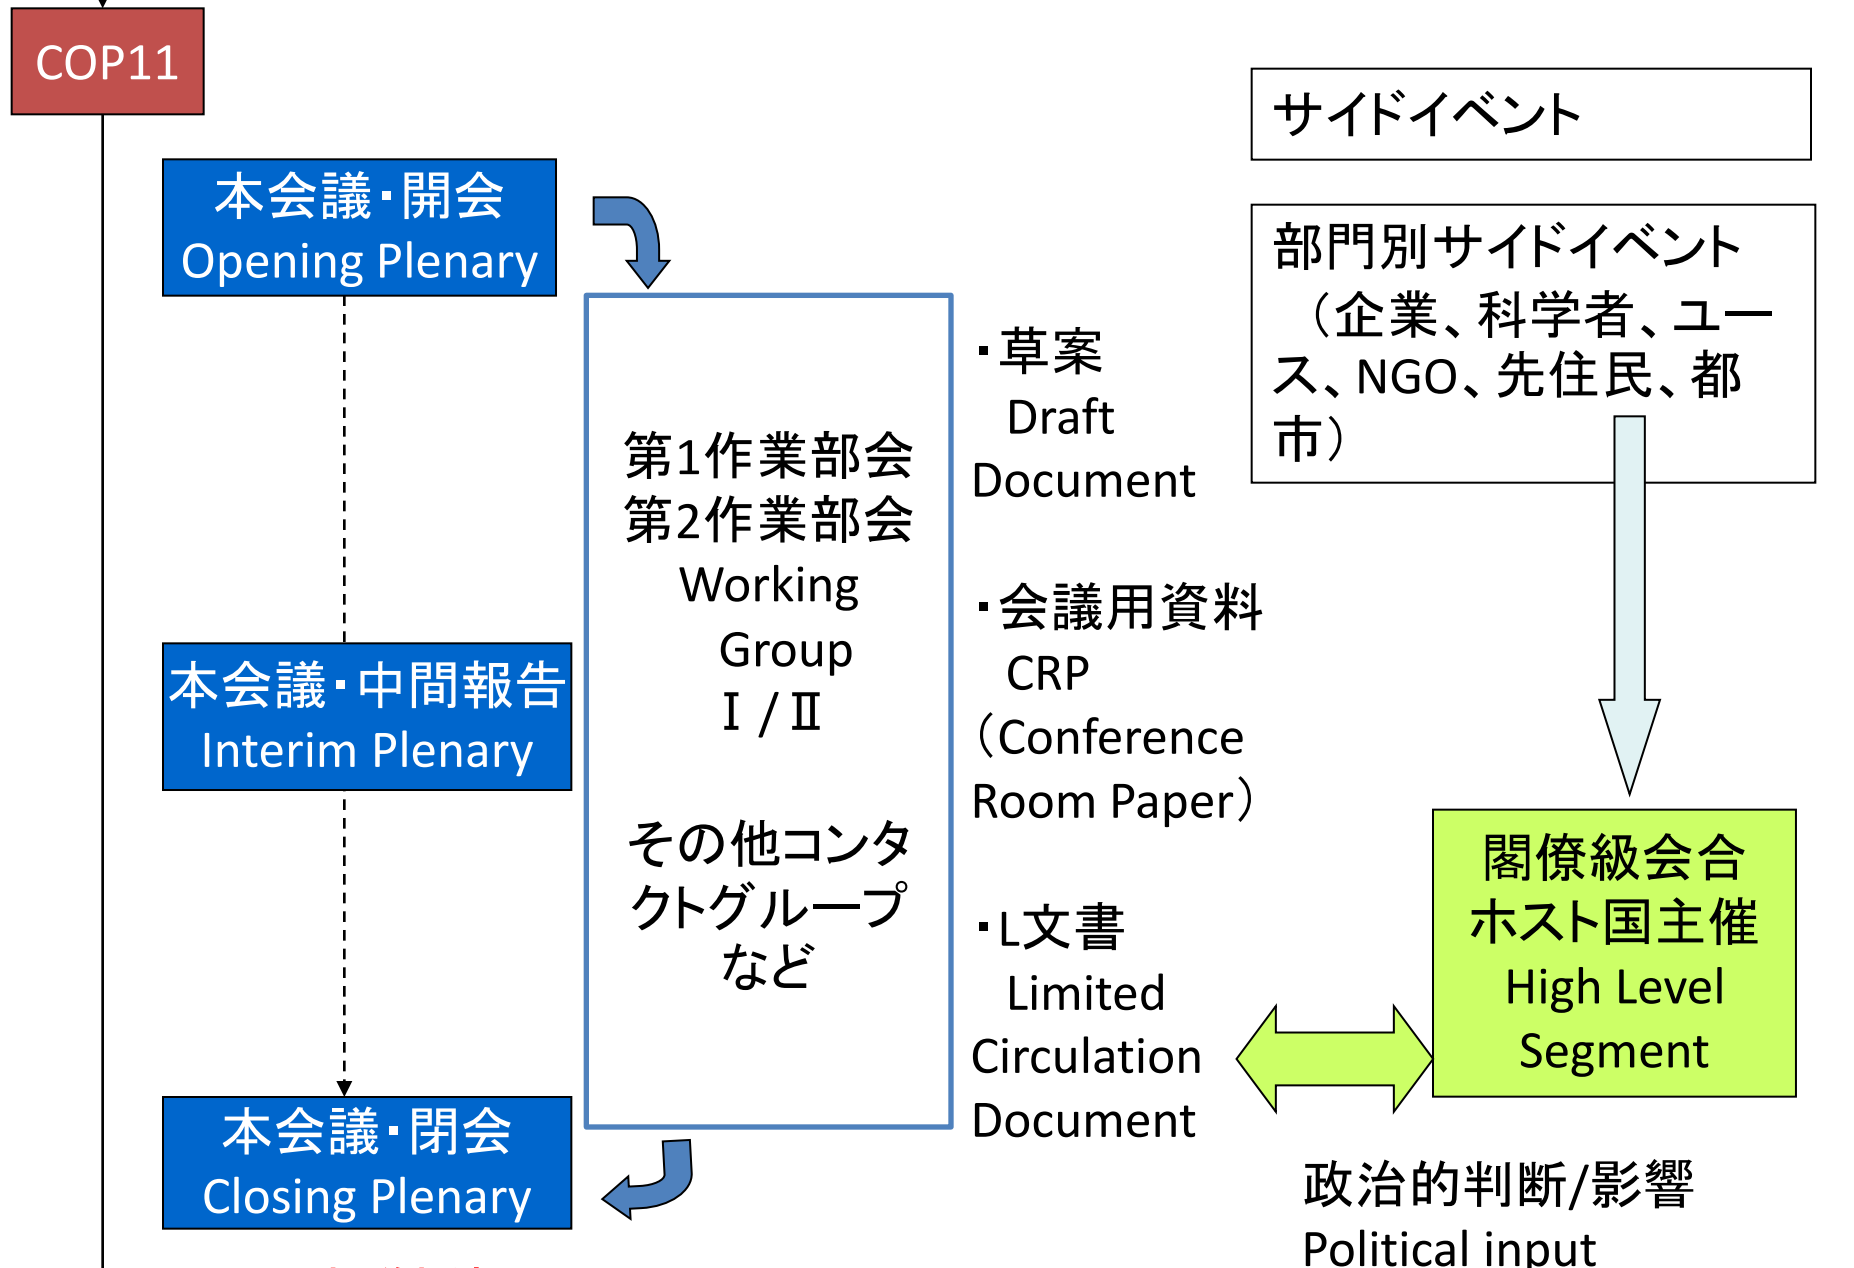 COP11
本会議・開会
Opening Plenary
本会議・中間報告
Interim Plenary
本会議・閉会
Closing Plenary
第1作業部会
第2作業部会
Working
Group
Ⅰ / Ⅱ
その他コンタ
クトグループ
など
・草案
Draft
Document
・会議用資料
CRP
（Conference
Room Paper）
・L文書
Limited
Circulation
Document
サイドイベント
部門別サイドイベント
（企業、科学者、ユー
ス、NGO、先住民、都
市）
閣僚級会合
ホスト国主催
High Level
Segment
政治的判断/影響
Political input